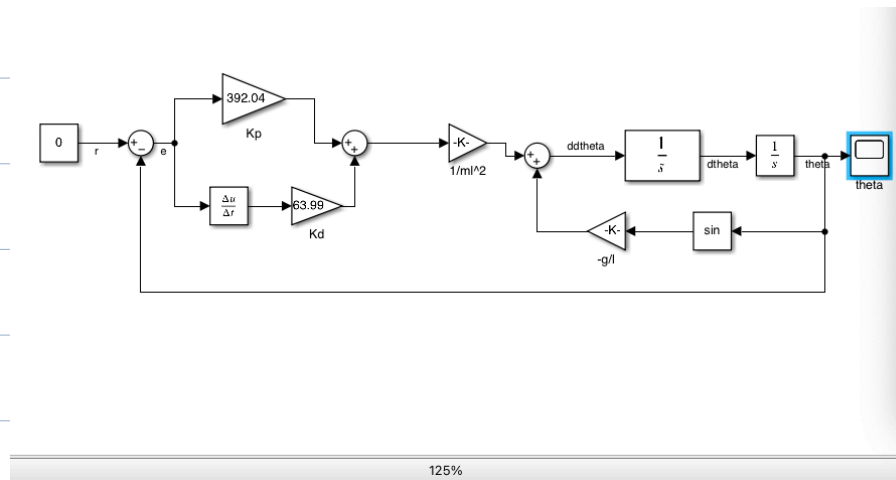 0
r
+
−
e
392.04
Kp
Δu
Δt
63.99
Kd
+
+
-K-
1/ml^2
+
+
ddtheta
1
s
dtheta
1
s
theta
theta
sin
-K-
-g/l
125%